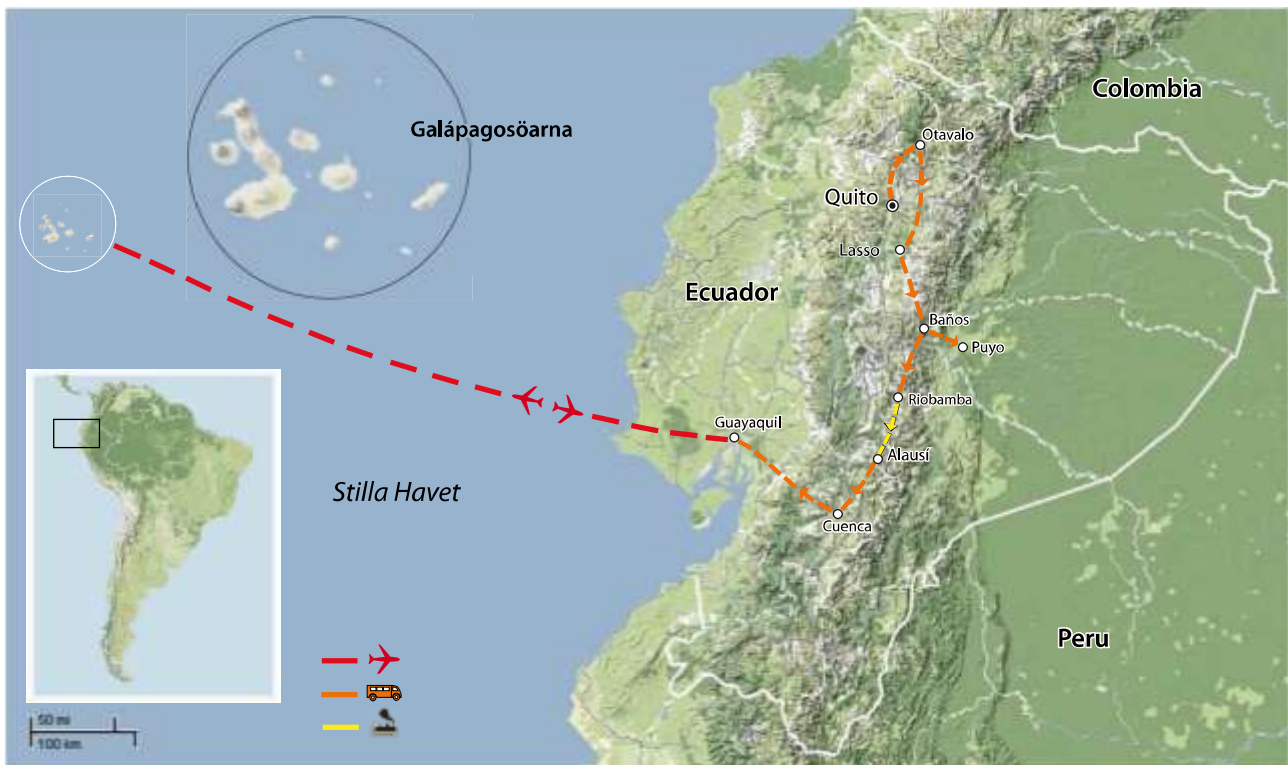 Galápagosöarna
Colombia
Otavalo
Quito
Lasso
Ecuador
Baños
Puyo
Riobamba
Guayaquil
Alausí
Stilla Havet
Cuenca
Peru
50 mi
100 km